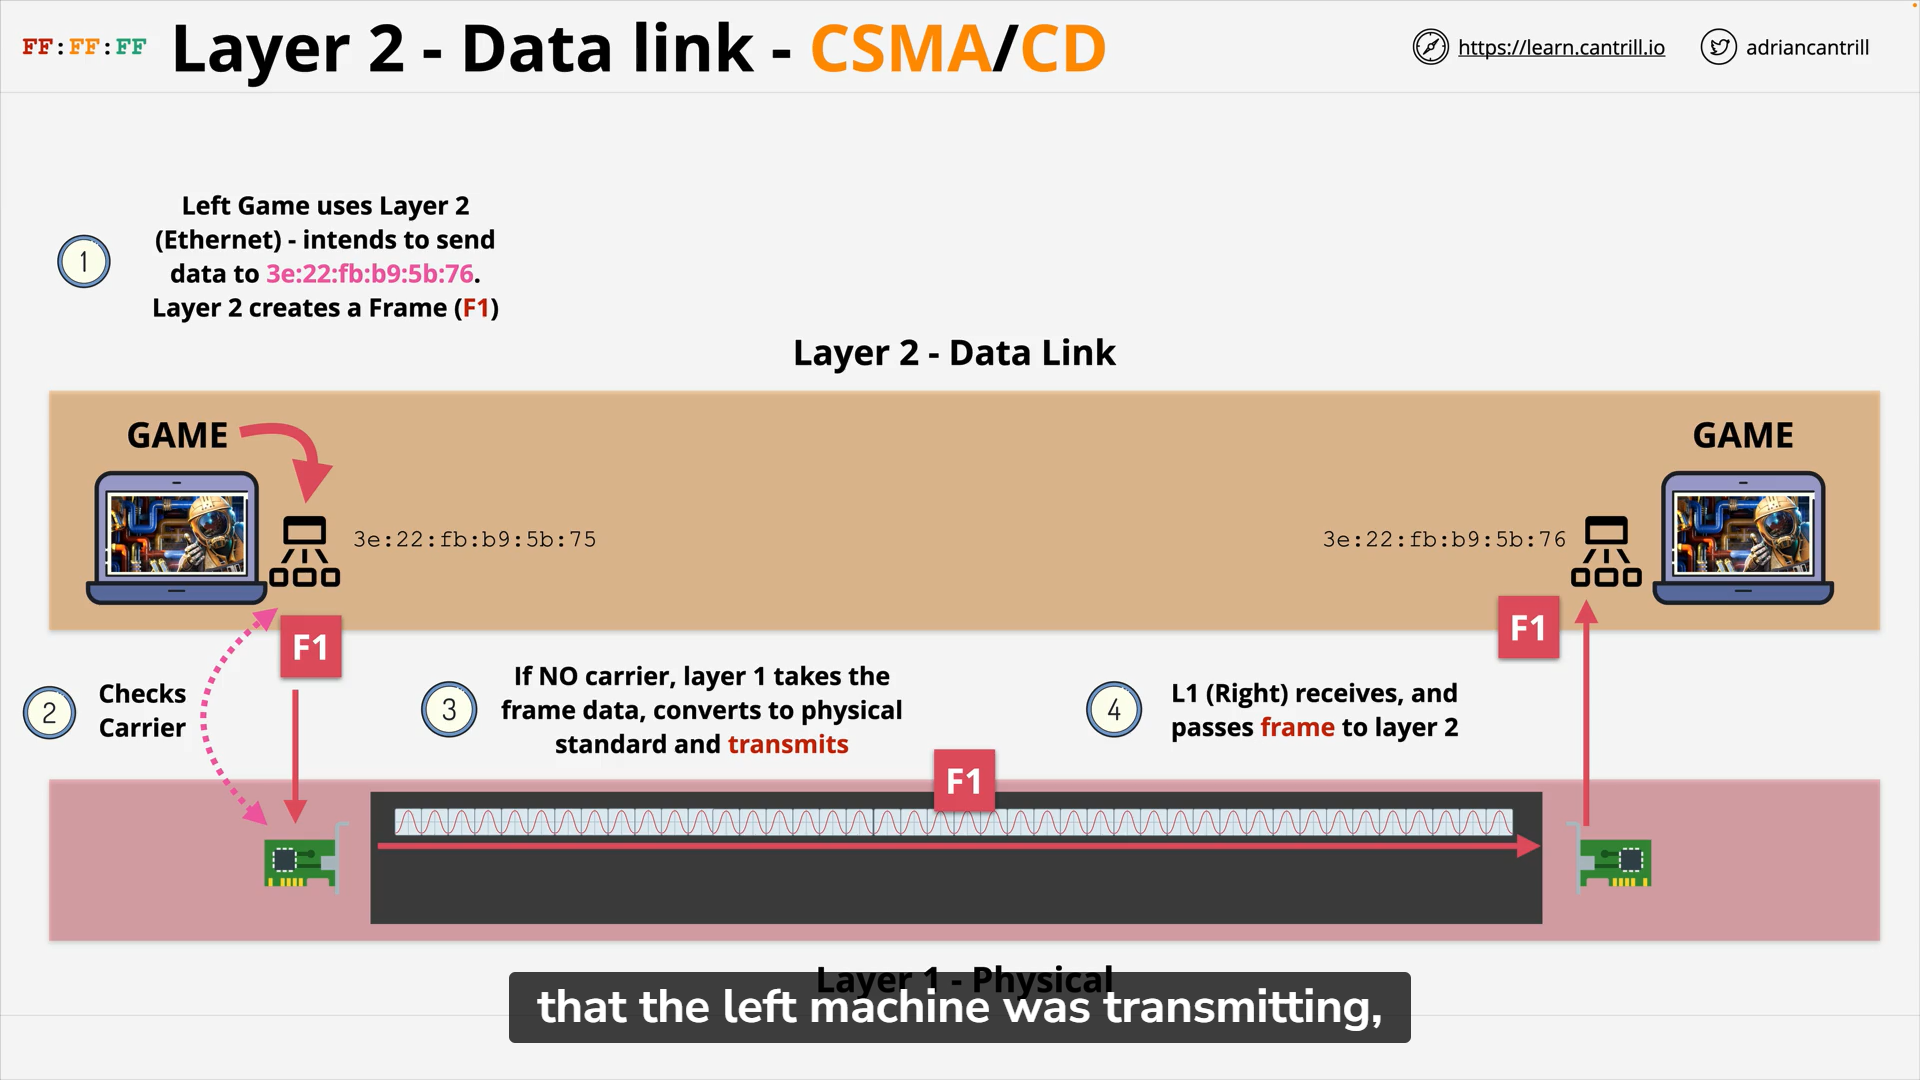 FF:FF:FF
Layer 2 - Data link - CSMA/CD
https://learn.cantrill.io
adriancantrill
1
Left Game uses Layer 2
(Ethernet) - intends to send
data to 3e:22:fb:b9:5b:76.
Layer 2 creates a Frame (F1)
Layer 2 - Data Link
GAME
GAME
3e:22:fb:b9:5b:75
3e:22:fb:b9:5b:76
F1
F1
2
Checks
Carrier
3
If NO carrier, layer 1 takes the
frame data, converts to physical
standard and transmits
4
L1 (Right) receives, and
passes frame to layer 2
F1
Layer 1 - Physical
that the left machine was transmitting,